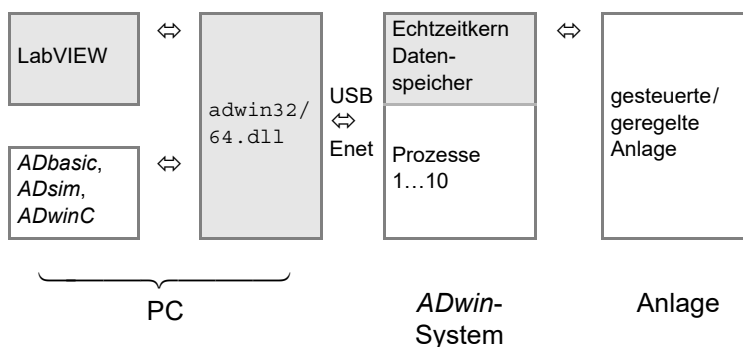 LabVIEW
⇔
ADbasic,
ADsim,
ADwinC
⇔
adwin32/
64.dll
USB
⇔
Enet
Echtzeitkern
Daten-
speicher
Prozesse
1…10
⇔
gesteuerte/
geregelte
Anlage
PC
ADwin-
System
Anlage